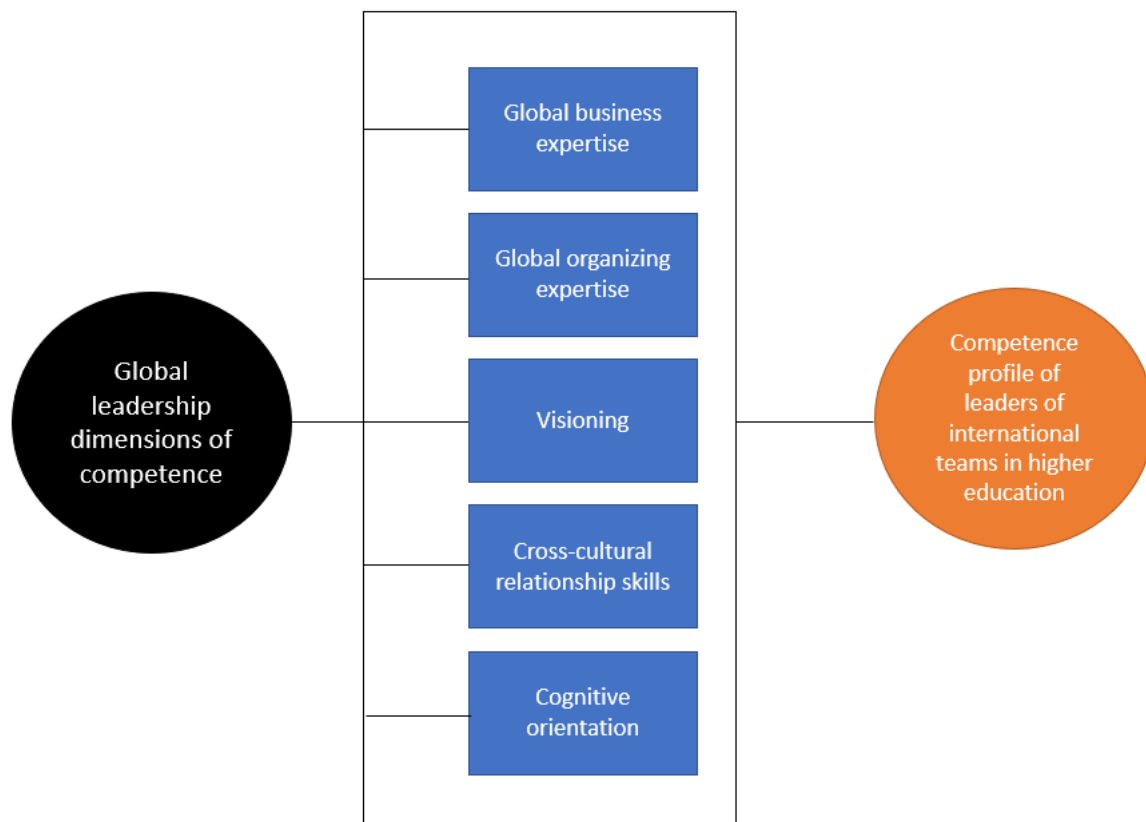 Global
leadership
dimensions of
competence
Global business
expertise
Global organizing
expertise
Visioning
Cross-cultural
relationship skills
Cognitive
orientation
Competence
profile of
leaders of
international
teams in higher
education